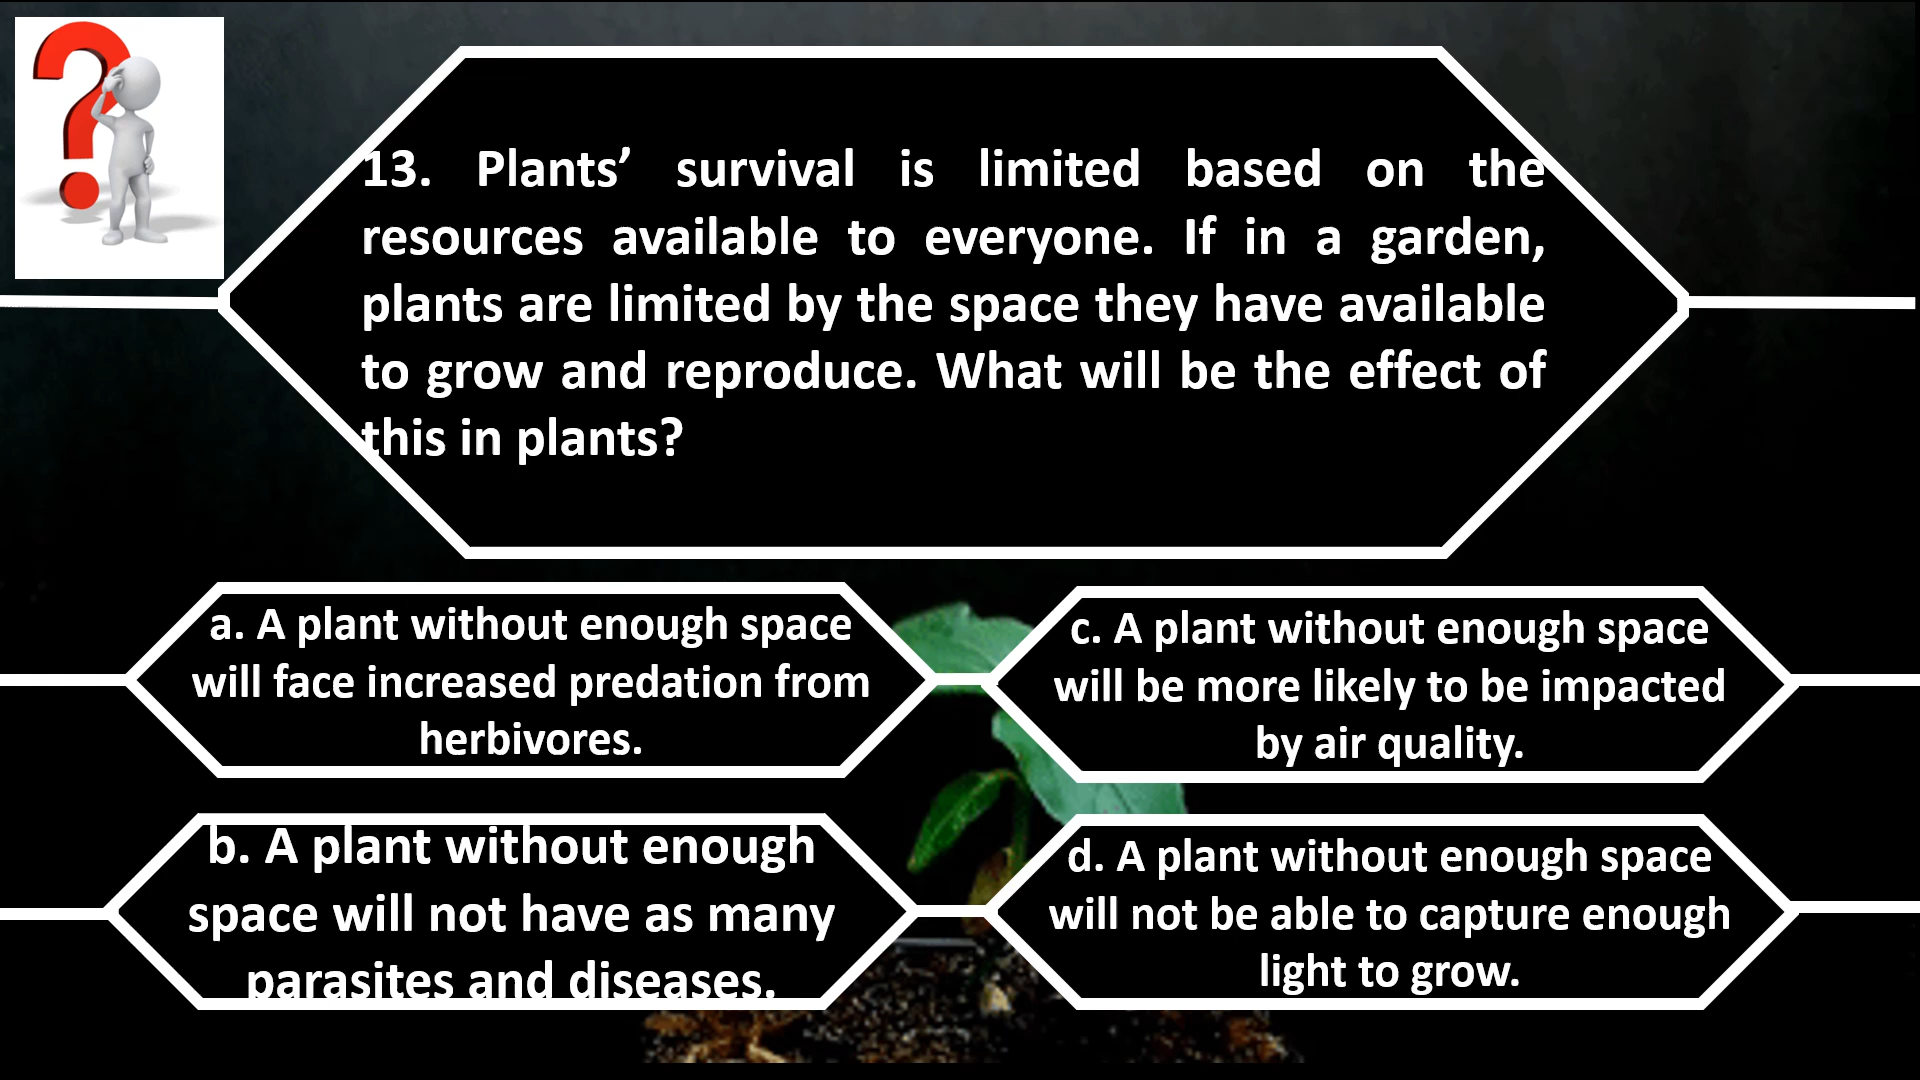 13. Plants’ survival is limited based on the
resources available to everyone. If in a garden,
plants are limited by the space they have available
to grow and reproduce. What will be the effect of
this in plants?
a. A plant without enough space
will face increased predation from
herbivores.
c. A plant without enough space
will be more likely to be impacted
by air quality.
b. A plant without enough
space will not have as many
parasites and diseases.
d. A plant without enough space
will not be able to capture enough
light to grow.